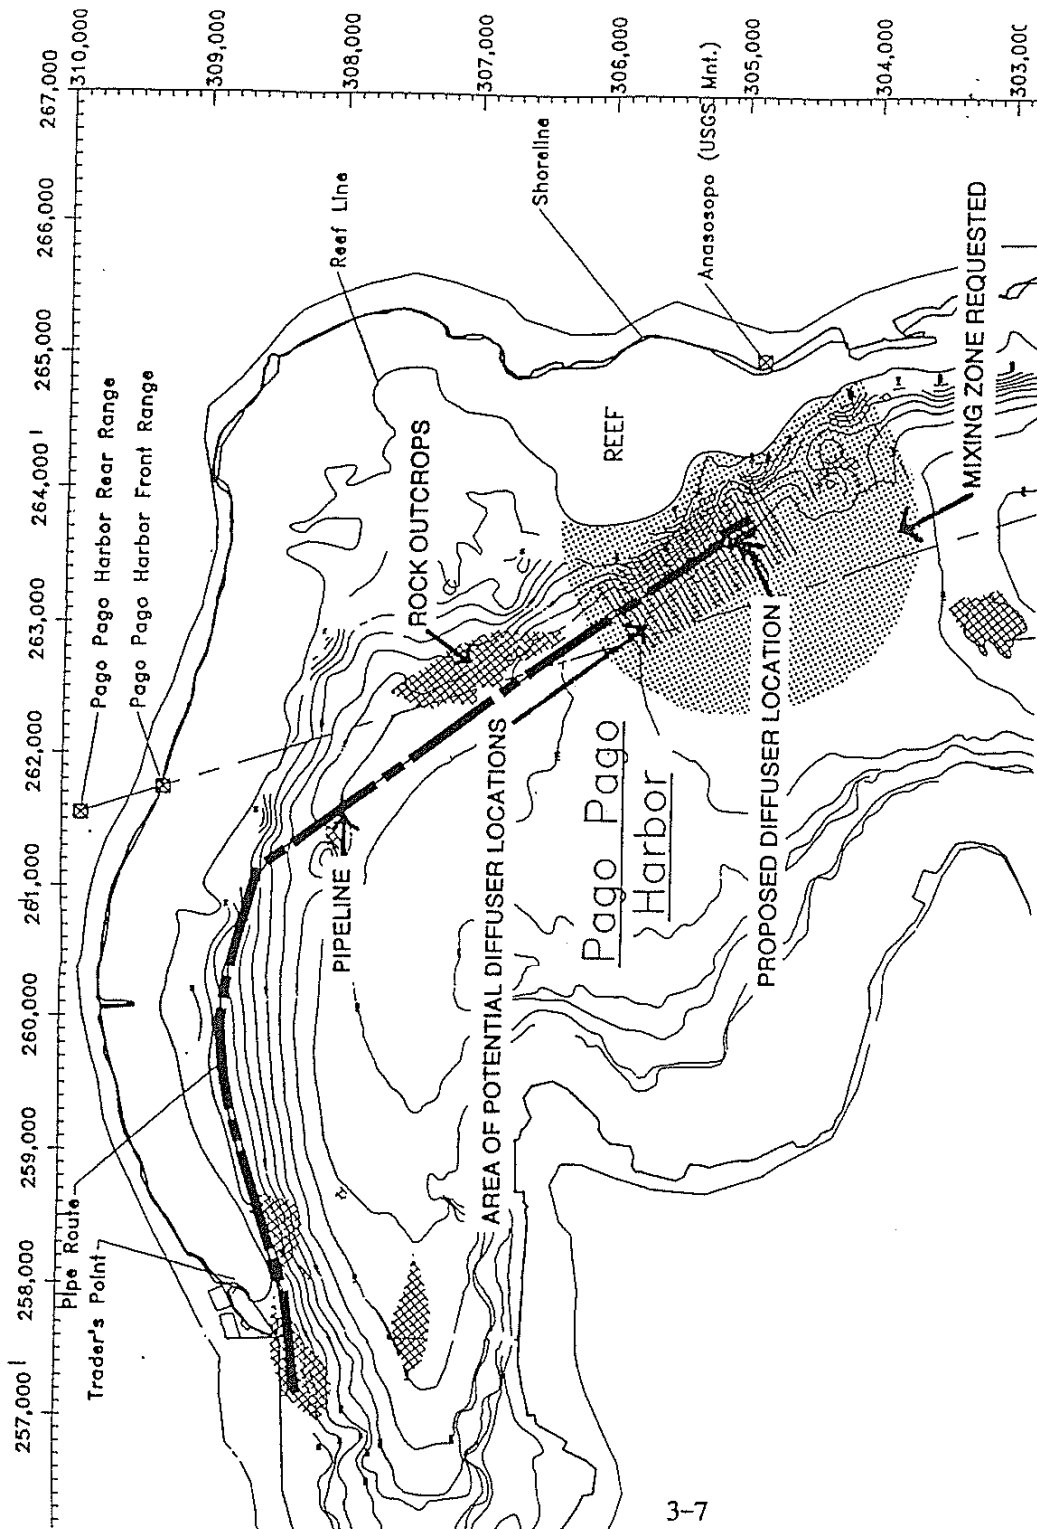 257,000
258,000
259,000
260,000
261,000
262,000
263,000
264,000
265,000
266,000
267,000
310,000
309,000
308,000
307,000
306,000
305,000
304,000
Pipe Route
Trader's Point
Pago Pago Harbor Rear Range
Pago Pago Harbor Front Range
Reef Line
Shoreline
Anasosopo (USGS Mnt.)
PIPELINE
ROCK OUTCROPS
REEF
AREA OF POTENTIAL DIFFUSER LOCATIONS
Pago Pago
Harbor
PROPOSED DIFFUSER LOCATION
MIXING ZONE REQUESTED
3-7